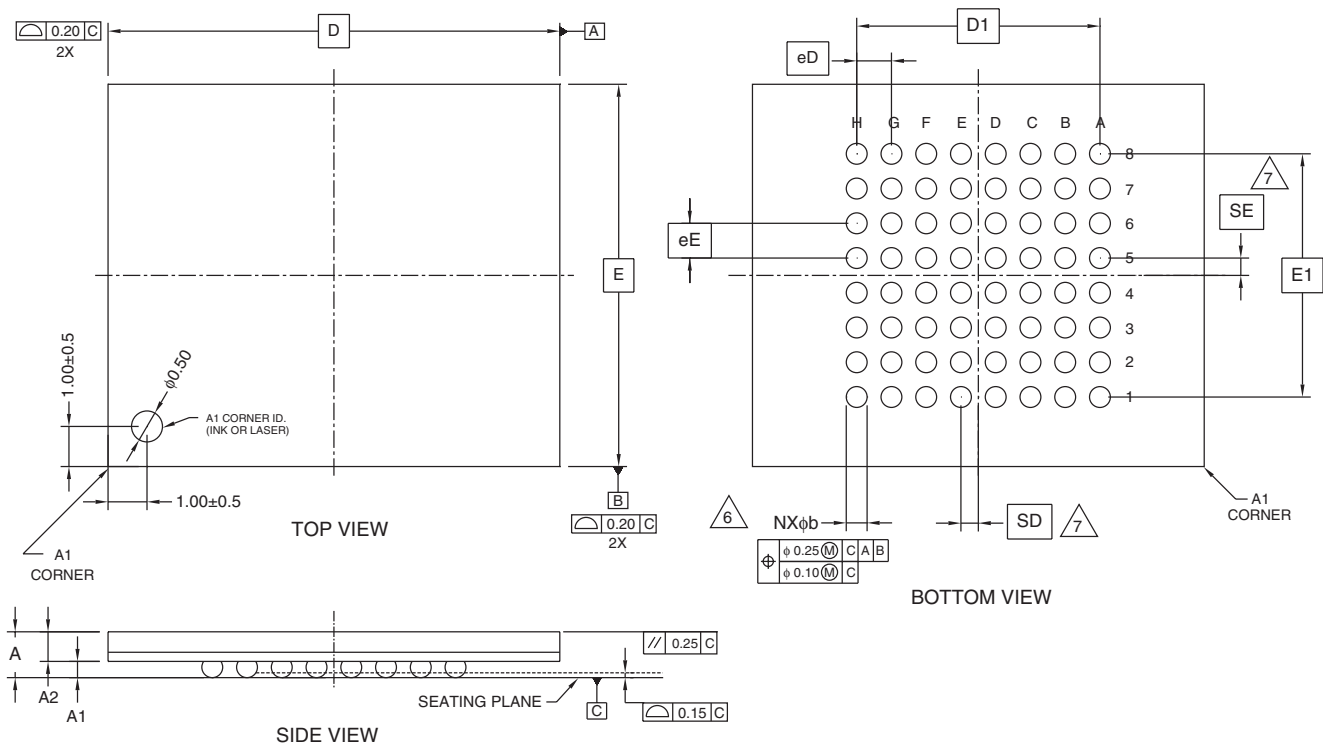 0.20 C
2X
D
A
E
1.00±0.5
φ0.50
A1 CORNER ID.
(INK OR LASER)
1.00±0.5
B
0.20 C
2X
TOP VIEW
A1
CORNER
D1
eD
H G F E D C B A
8
7
6
5
4
3
2
1
7
SE
eE
E1
6
NXφb
SD
7
φ 0.25 M C A B
φ 0.10 M C
A1
CORNER
BOTTOM VIEW
A
A2
A1
// 0.25 C
SEATING PLANE
C
0.15 C
SIDE VIEW